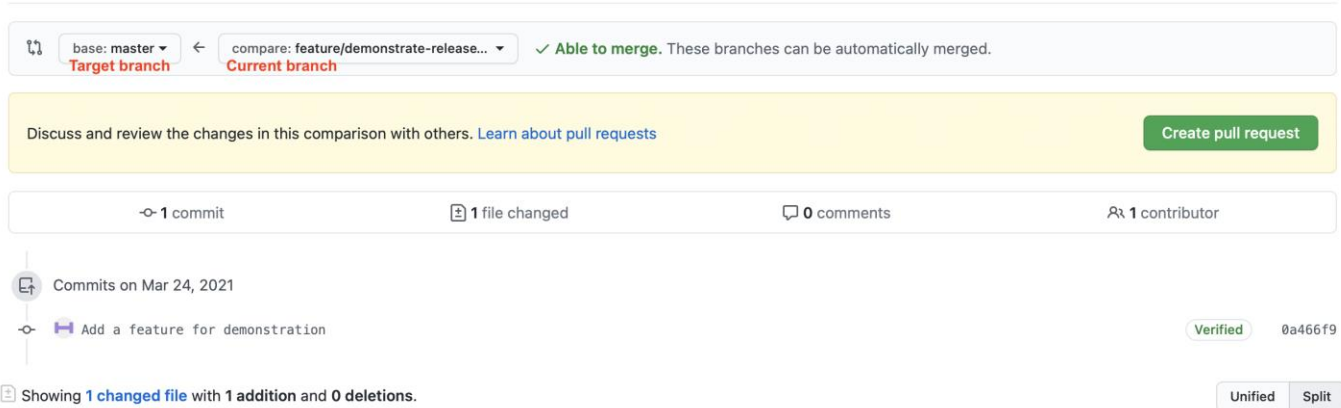 base: master compare: feature/demonstrate-release... Able to merge. These branches can be automatically merged.
Target branch Current branch
Discuss and review the changes in this comparison with others. Learn about pull requests Create pull request
1 commit 1 file changed 0 comments 1 contributor
Commits on Mar 24, 2021
Add a feature for demonstration Verified 0a466f9
Showing 1 changed file with 1 addition and 0 deletions. Unified Split